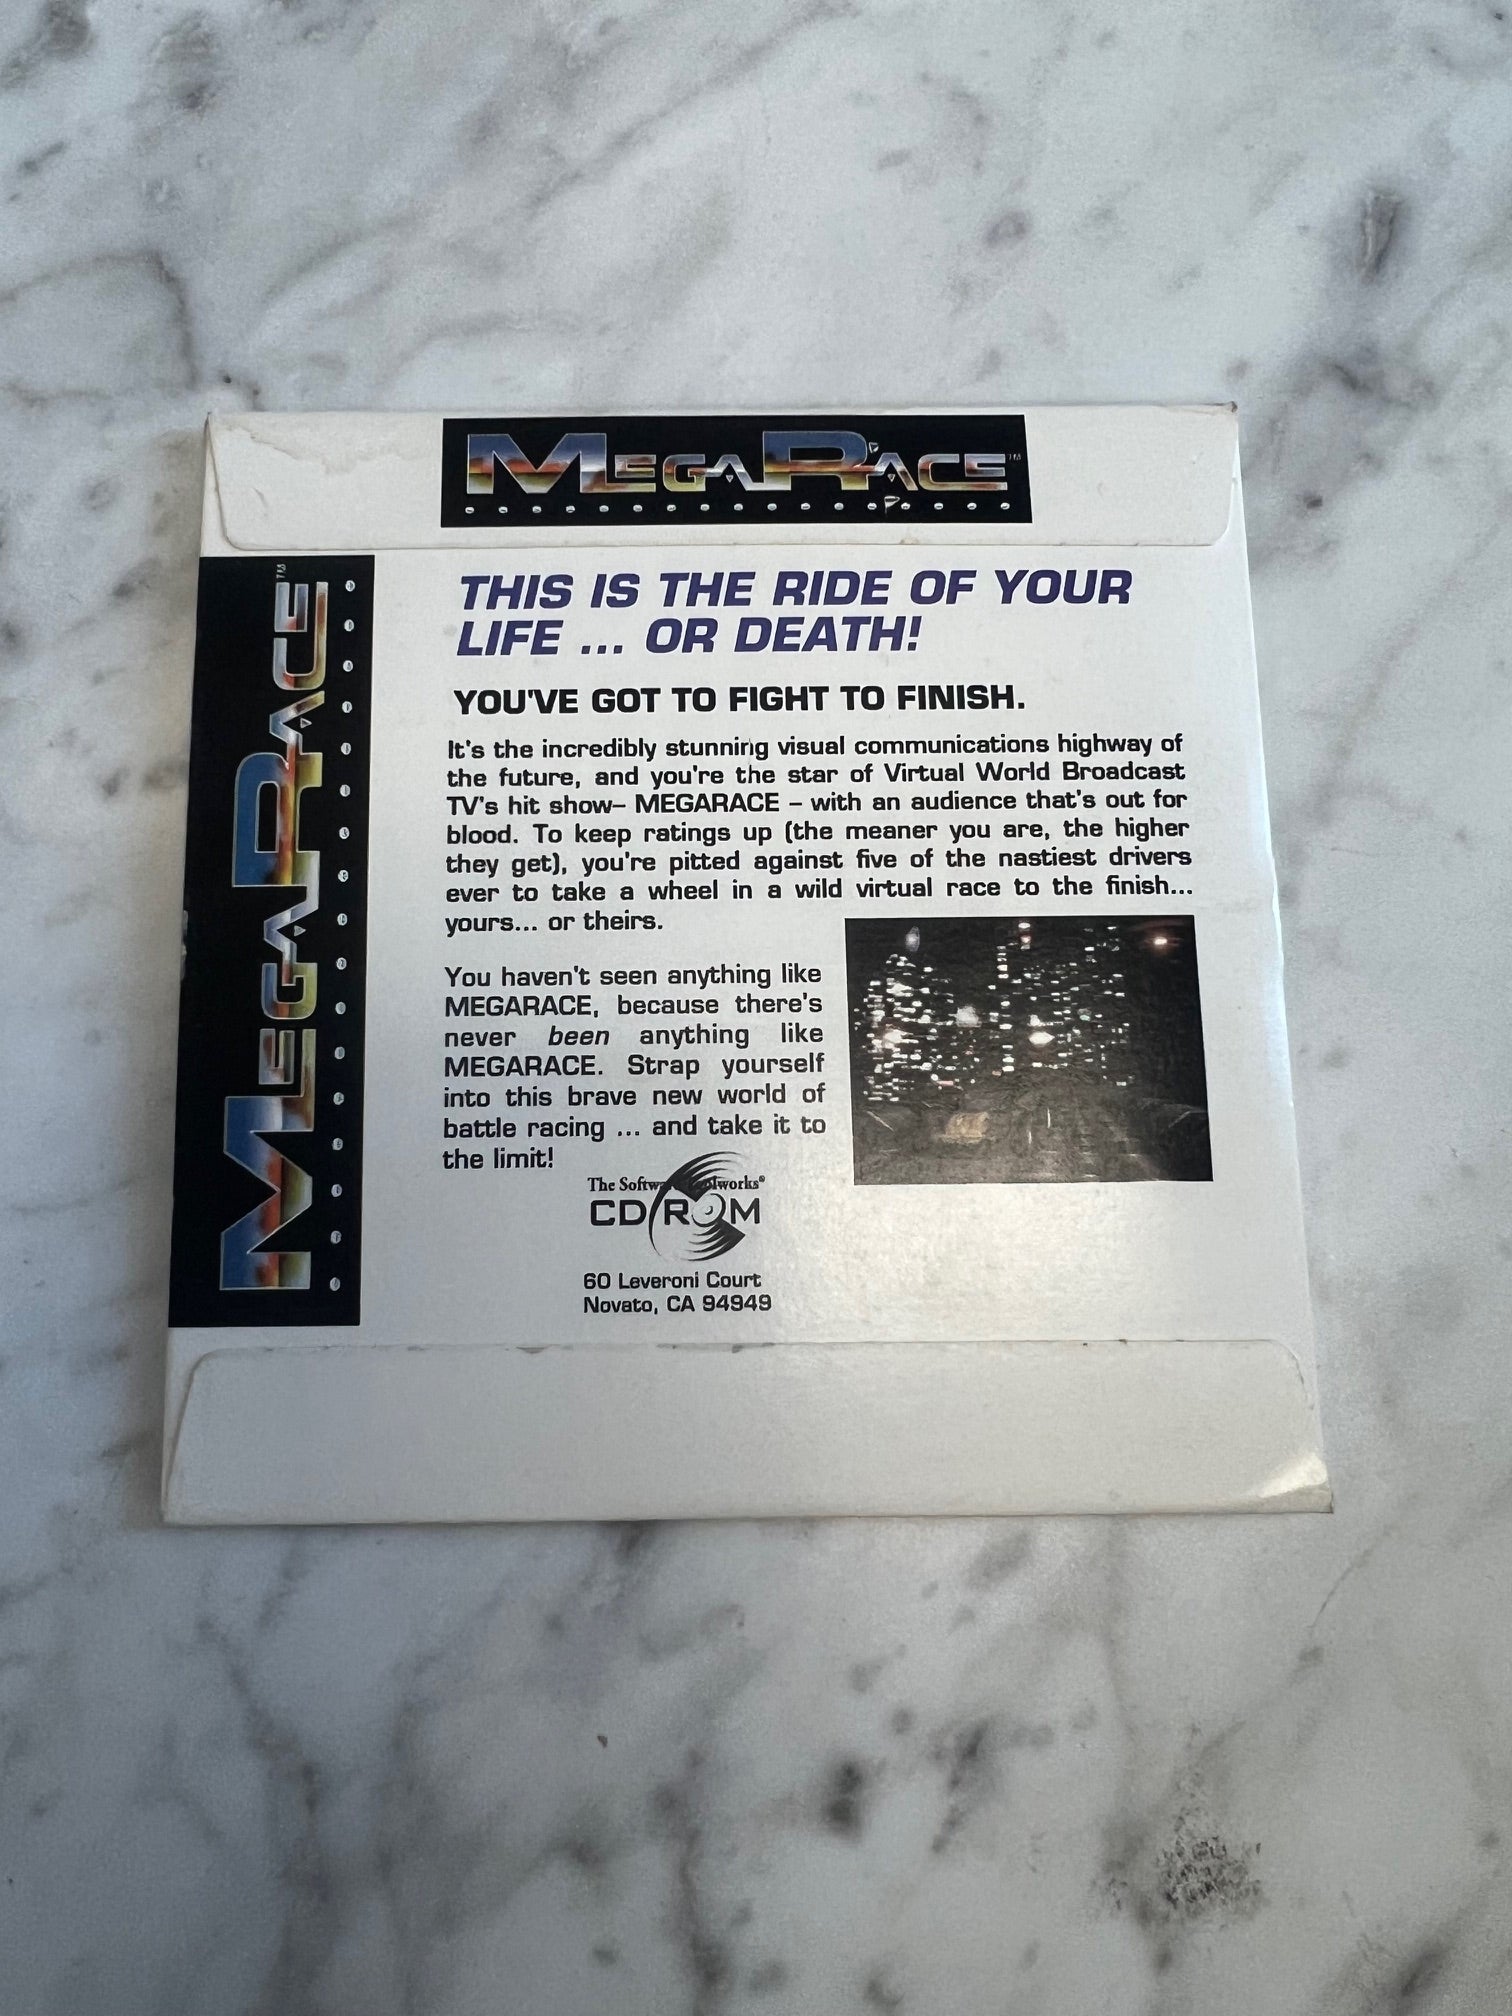 MEGARACE™
MEGARACE™
THIS IS THE RIDE OF YOUR
LIFE ... OR DEATH!
YOU'VE GOT TO FIGHT TO FINISH.
It's the incredibly stunning visual communications highway of
the future, and you're the star of Virtual World Broadcast
TV's hit show– MEGARACE – with an audience that's out for
blood. To keep ratings up (the meaner you are, the higher
they get), you're pitted against five of the nastiest drivers
ever to take a wheel in a wild virtual race to the finish...
yours... or theirs.
You haven't seen anything like
MEGARACE, because there's
never been anything like
MEGARACE. Strap yourself
into this brave new world of
battle racing ... and take it to
the limit!
The Software Toolworks®
CD ROM
60 Leveroni Court
Novato, CA 94949